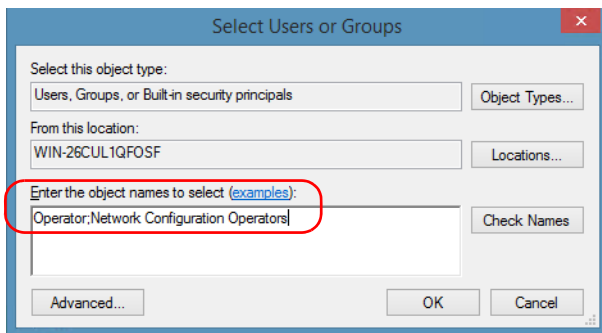 Select Users or Groups
Select this object type:
Users, Groups, or Built-in security principals
Object Types...
From this location:
WIN-26CUL1QFOSF
Locations...
Enter the object names to select (examples):
Operator;Network Configuration Operators
Check Names
Advanced...
OK
Cancel